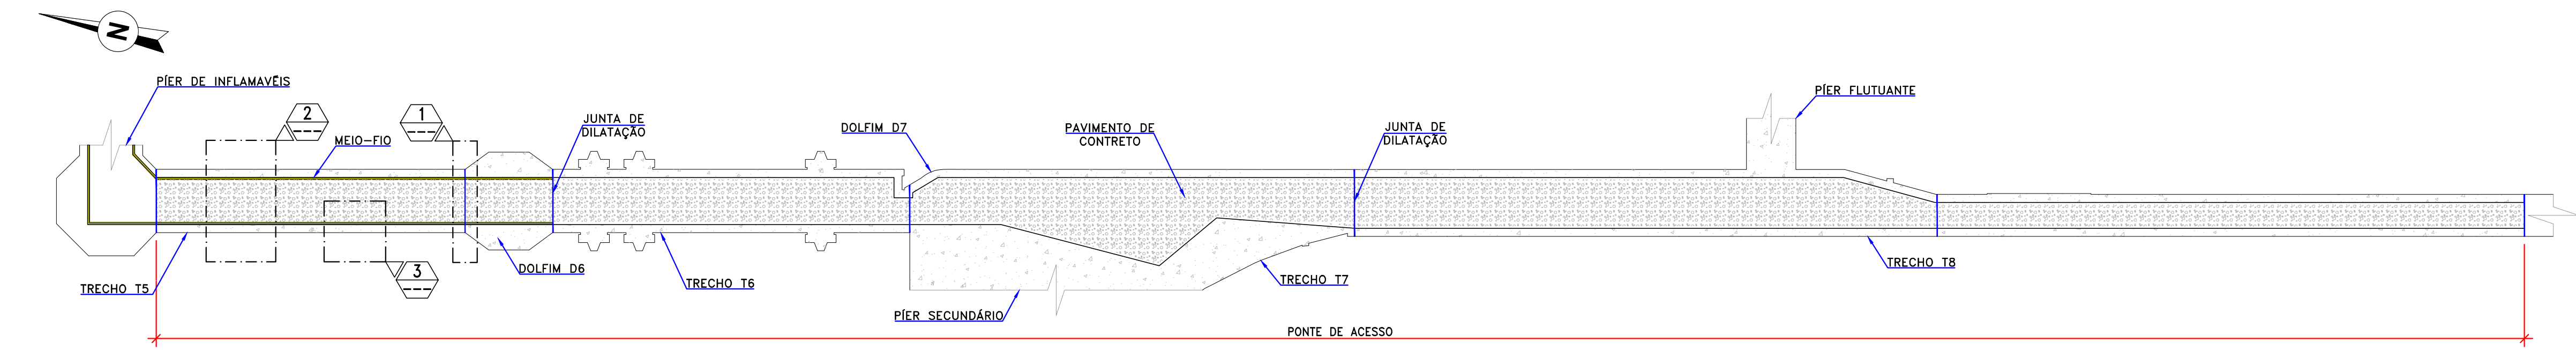 N
PÍER DE INFLAMAVÉIS
2
---
1
---
MEIO-FIO
JUNTA DE
DILATAÇÃO
DOLFIM D7
PAVIMENTO DE
CONCRETO
JUNTA DE
DILATAÇÃO
PÍER FLUTUANTE
TRECHO T5
3
---
DOLFIM D6
TRECHO T6
PÍER SECUNDÁRIO
TRECHO T7
TRECHO T8
PONTE DE ACESSO